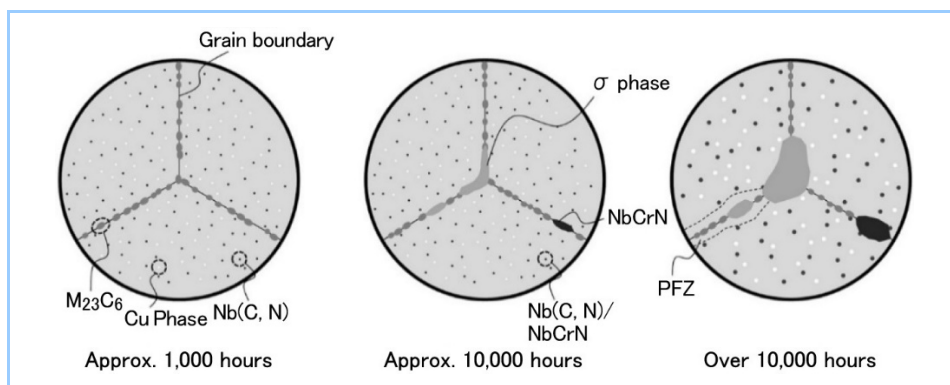 Grain boundary
σ phase
NbCrN
M23C6
Cu Phase
Nb(C, N)
Nb(C, N)/
NbCrN
PFZ
Approx. 1,000 hours
Approx. 10,000 hours
Over 10,000 hours